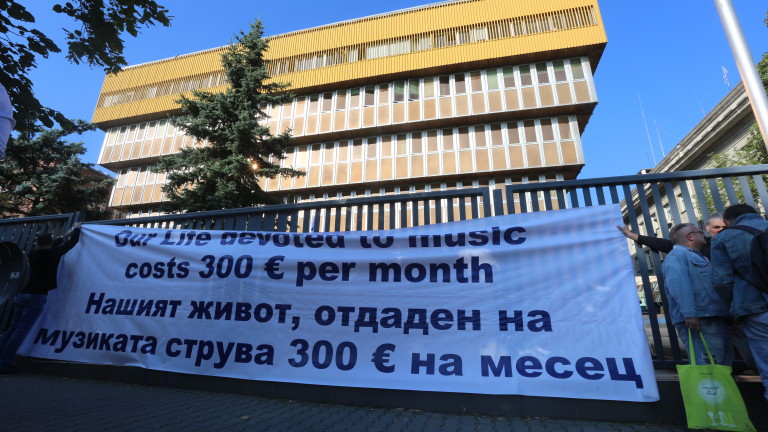 Our Life devoted to music
costs 300 € per month
Нашият живот, отдаден на
музиката струва 300 € на месец